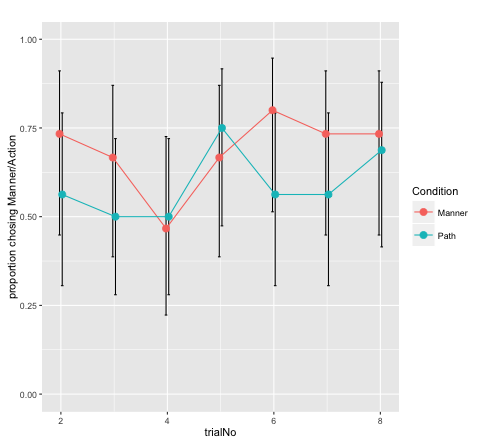 1.00
0.75
0.50
0.25
0.00
proportion chosing Manner/Action
2
4
6
8
trialNo
Condition
Manner
Path